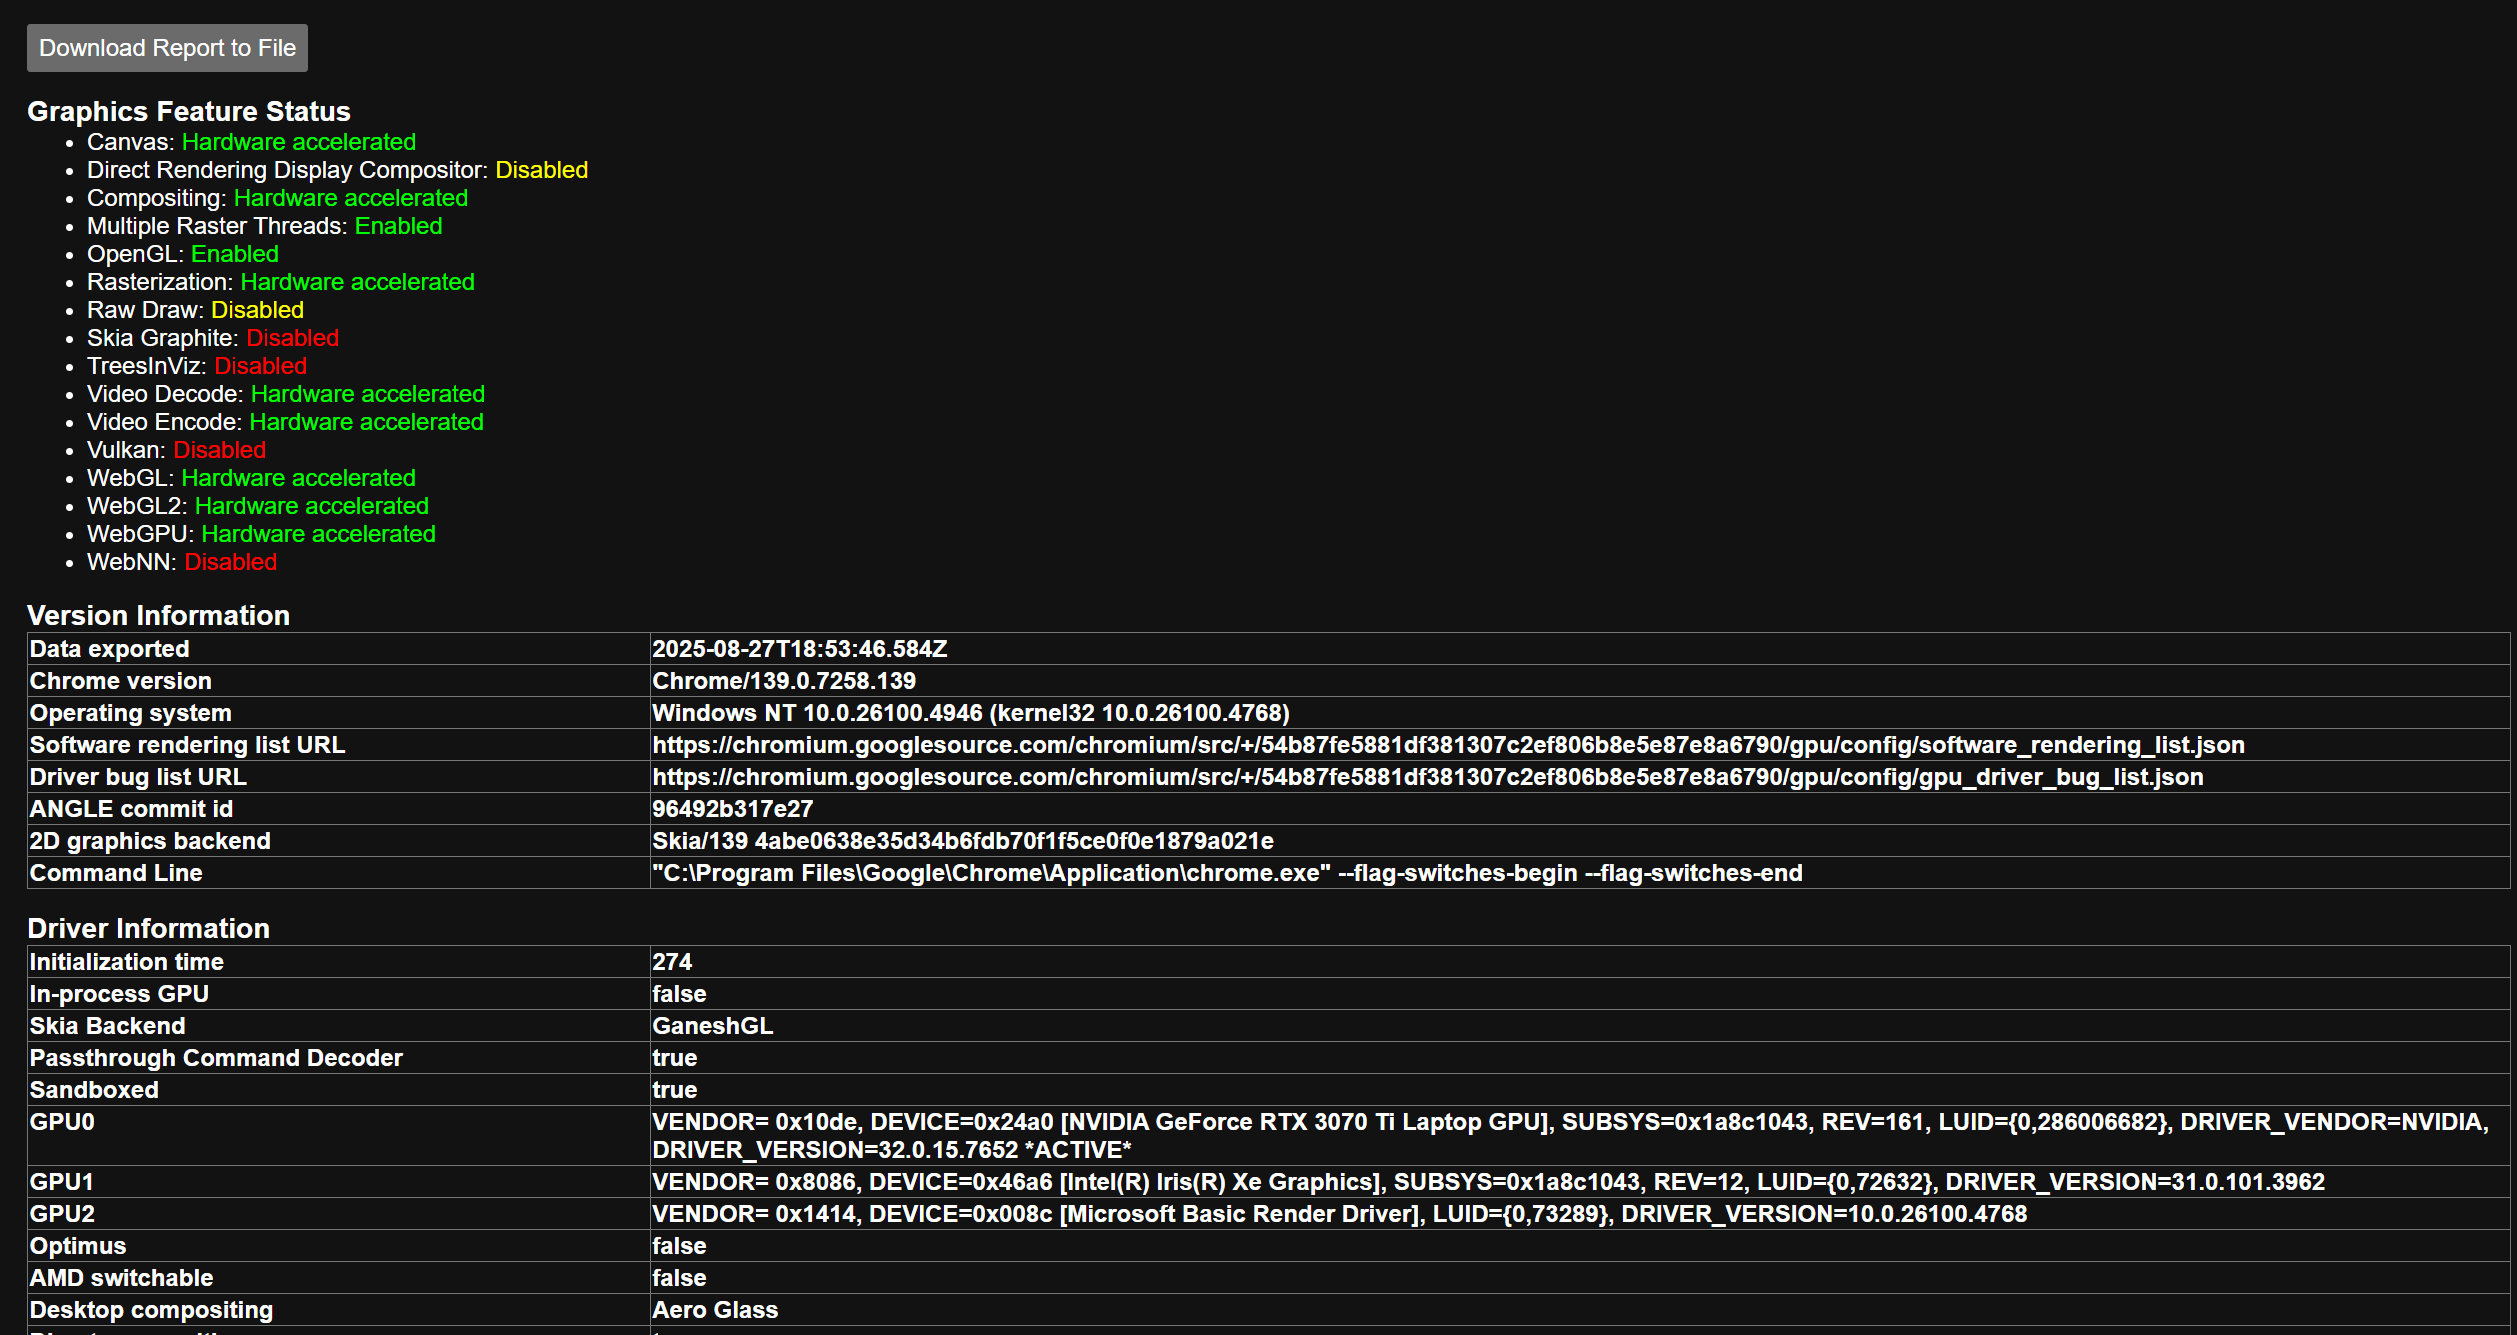 Download Report to File
Graphics Feature Status
Canvas: Hardware accelerated
Direct Rendering Display Compositor: Disabled
Compositing: Hardware accelerated
Multiple Raster Threads: Enabled
OpenGL: Enabled
Rasterization: Hardware accelerated
Raw Draw: Disabled
Skia Graphite: Disabled
TreesInViz: Disabled
Video Decode: Hardware accelerated
Video Encode: Hardware accelerated
Vulkan: Disabled
WebGL: Hardware accelerated
WebGL2: Hardware accelerated
WebGPU: Hardware accelerated
WebNN: Disabled
Version Information
Data exported 2025-08-27T18:53:46.584Z
Chrome version Chrome/139.0.7258.139
Operating system Windows NT 10.0.26100.4946 (kernel32 10.0.26100.4768)
Software rendering list URL https://chromium.googlesource.com/chromium/src/+/54b87fe5881df381307c2ef806b8e5e87e8a6790/gpu/config/software_rendering_list.json
Driver bug list URL https://chromium.googlesource.com/chromium/src/+/54b87fe5881df381307c2ef806b8e5e87e8a6790/gpu/config/gpu_driver_bug_list.json
ANGLE commit id 96492b317e27
2D graphics backend Skia/139 4abe0638e35d34b6fdb70f1f5ce0f0e1879a021e
Command Line "C:\Program Files\Google\Chrome\Application\chrome.exe" --flag-switches-begin --flag-switches-end
Driver Information
Initialization time 274
In-process GPU false
Skia Backend GaneshGL
Passthrough Command Decoder true
Sandboxed true
GPU0 VENDOR= 0x10de, DEVICE=0x24a0 [NVIDIA GeForce RTX 3070 Ti Laptop GPU], SUBSYS=0x1a8c1043, REV=161, LUID={0,286006682}, DRIVER_VENDOR=NVIDIA,
DRIVER_VERSION=32.0.15.7652 *ACTIVE*
GPU1 VENDOR= 0x8086, DEVICE=0x46a6 [Intel(R) Iris(R) Xe Graphics], SUBSYS=0x1a8c1043, REV=12, LUID={0,72632}, DRIVER_VERSION=31.0.101.3962
GPU2 VENDOR= 0x1414, DEVICE=0x008c [Microsoft Basic Render Driver], LUID={0,73289}, DRIVER_VERSION=10.0.26100.4768
Optimus false
AMD switchable false
Desktop compositing Aero Glass